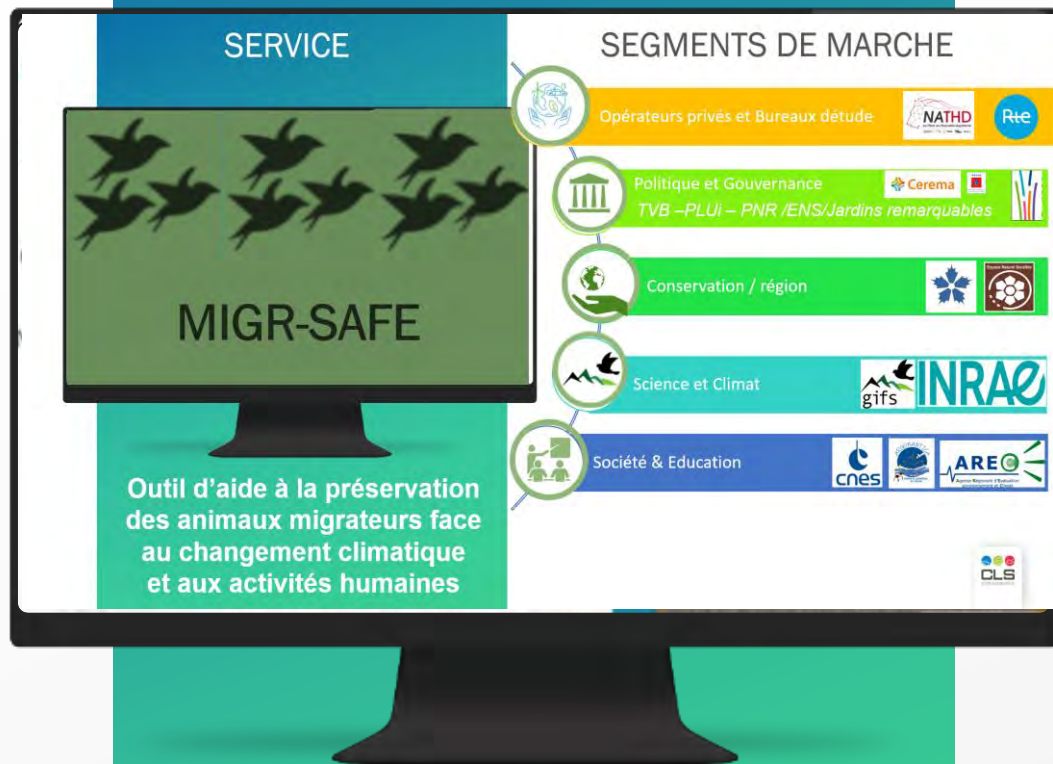 SERVICE
MIGR-SAFE
Outil d'aide à la préservation
des animaux migrateurs face
au changement climatique
et aux activités humaines
SEGMENTS DE MARCHE
Opérateurs privés et Bureaux détude
NATHD
Rte
Politique et Gouvernance
Cerema
TVB –PLUi – PNR /ENS/Jardins remarquables
Conservation / région
Science et Climat
gifs
INRAE
Société & Education
cnes
AREC
CLS